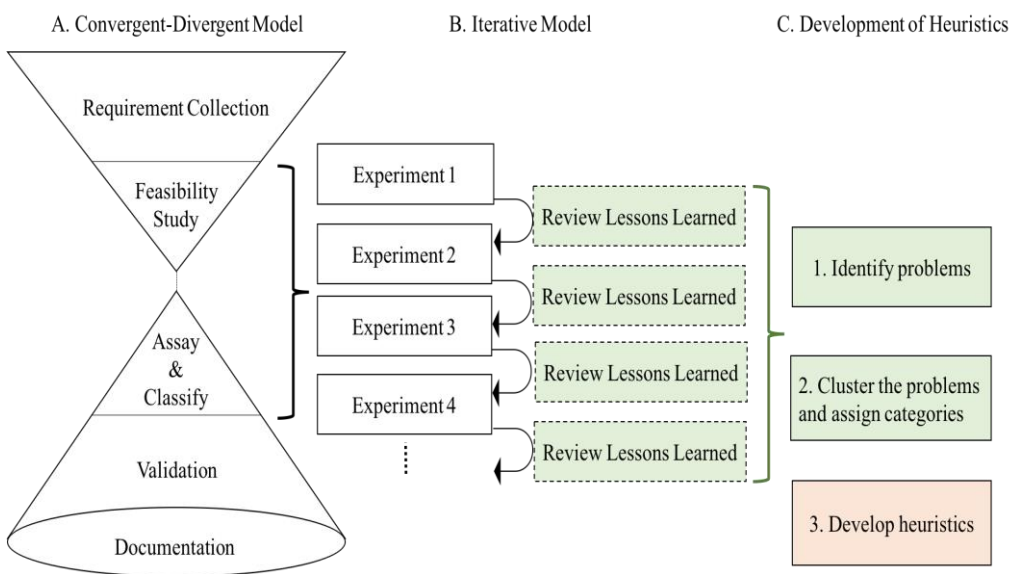 A. Convergent-Divergent Model
B. Iterative Model
C. Development of Heuristics
Requirement Collection
Feasibility
Study
Assay
&
Classify
Validation
Documentation
Experiment 1
Review Lessons Learned
Experiment 2
Review Lessons Learned
Experiment 3
Review Lessons Learned
Experiment 4
Review Lessons Learned
1. Identify problems
2. Cluster the problems
and assign categories
3. Develop heuristics